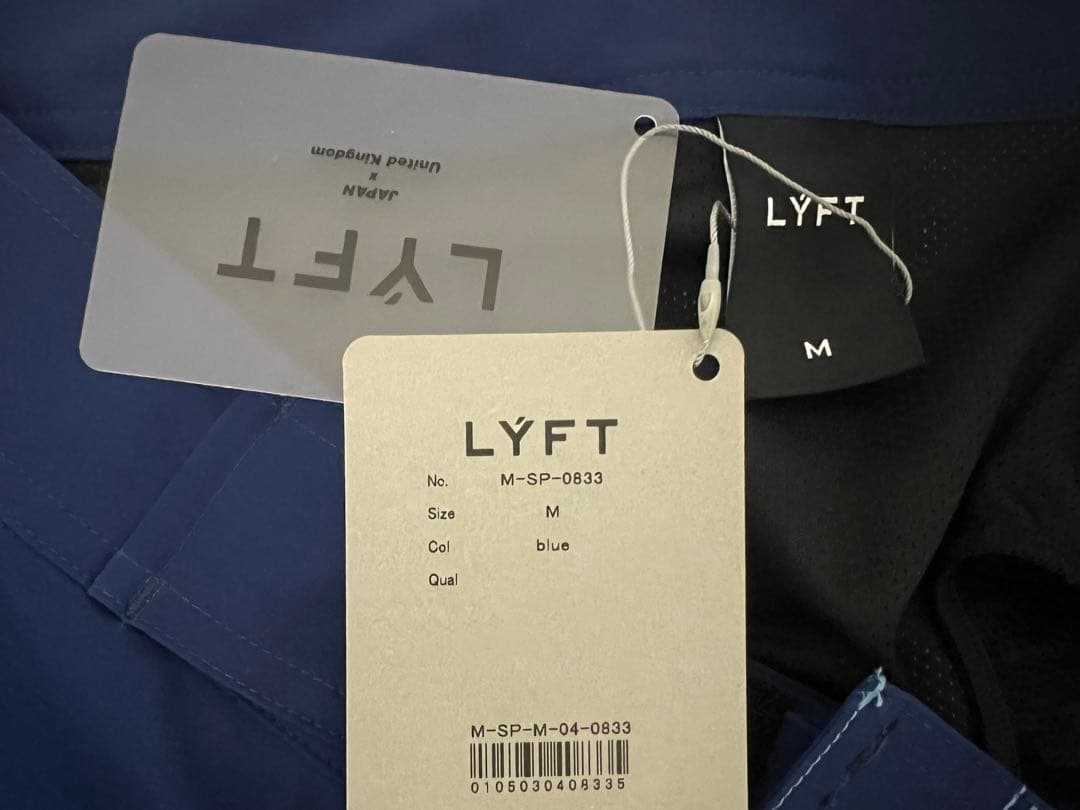 United Kingdom
x
JAPAN
LÝFT
LÝFT
M
LÝFT
No. M-SP-0833
Size M
Col blue
Qual
M-SP-M-04-0833
0105030408335